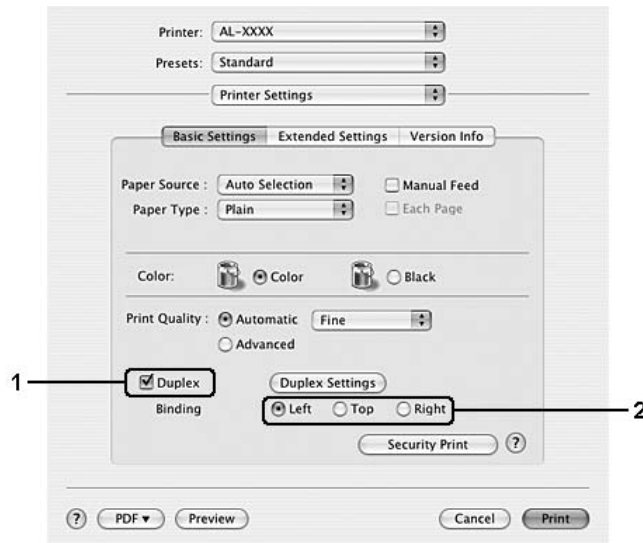 Printer: AL-XXXX
Presets: Standard
Printer Settings
Basic Settings Extended Settings Version Info
Paper Source : Auto Selection Manual Feed
Paper Type : Plain Each Page
Color: Color Black
Print Quality : Automatic Fine
Advanced
1 Duplex Duplex Settings
Binding Left Top Right 2
Security Print ?
? PDF ▼ Preview Cancel Print